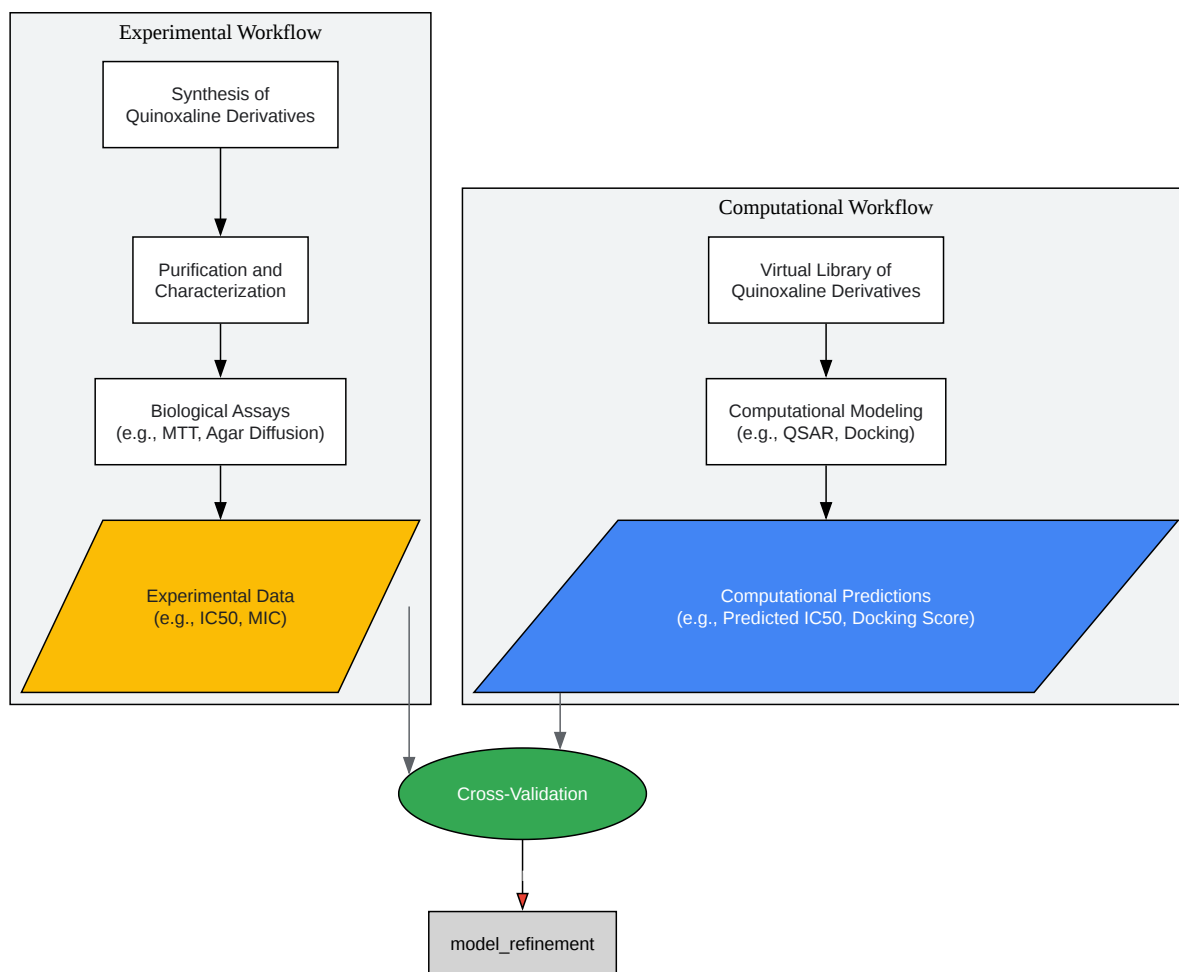 Experimental Workflow
Synthesis of
Quinoxaline Derivatives
Purification and
Characterization
Biological Assays
(e.g., MTT, Agar Diffusion)
Experimental Data
(e.g., IC50, MIC)
Computational Workflow
Virtual Library of
Quinoxaline Derivatives
Computational Modeling
(e.g., QSAR, Docking)
Computational Predictions
(e.g., Predicted IC50, Docking Score)
Cross-Validation
model_refinement